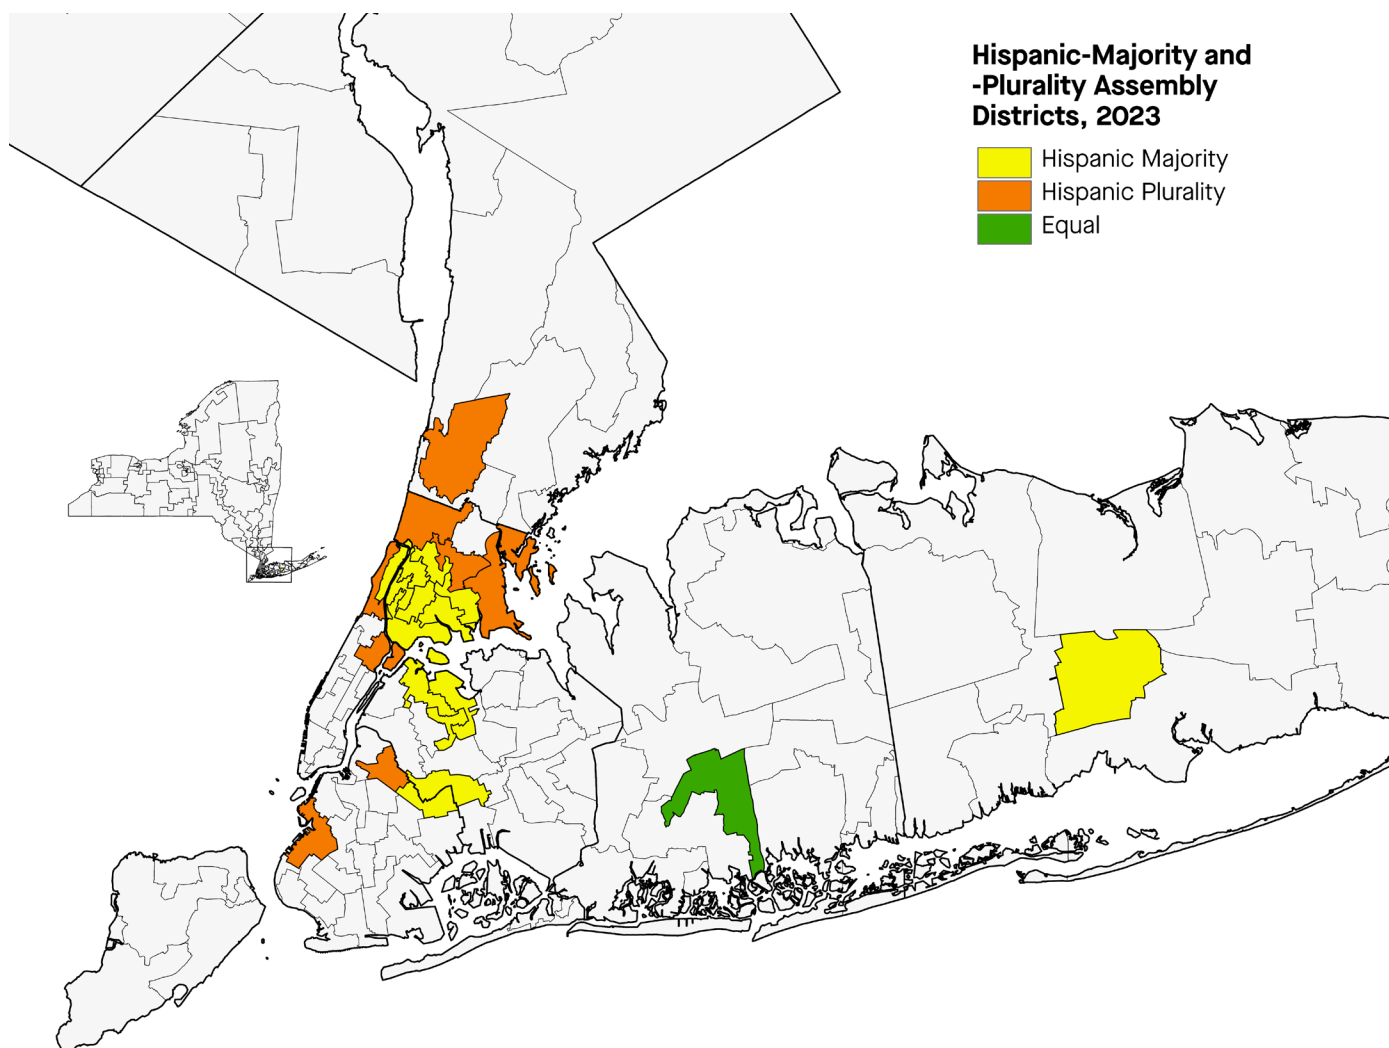 Hispanic-Majority and
-Plurality Assembly
Districts, 2023
Hispanic Majority
Hispanic Plurality
Equal